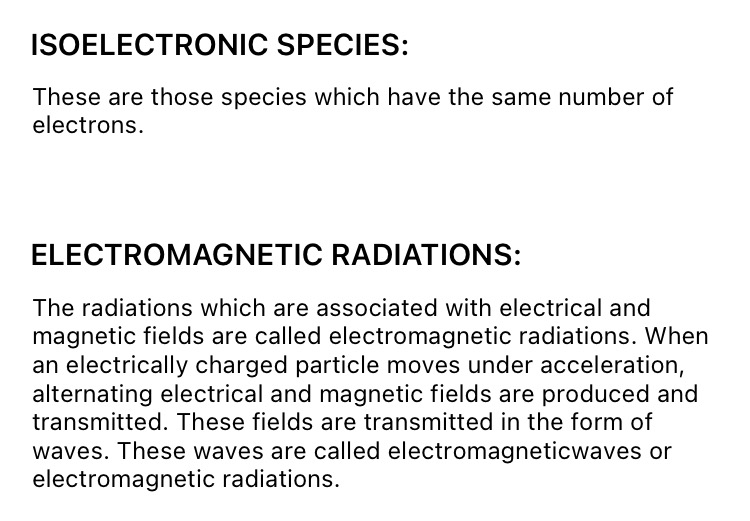 ISOELECTRONIC SPECIES:
These are those species which have the same number of
electrons.
ELECTROMAGNETIC RADIATIONS:
The radiations which are associated with electrical and
magnetic fields are called electromagnetic radiations. When
an electrically charged particle moves under acceleration,
alternating electrical and magnetic fields are produced and
transmitted. These fields are transmitted in the form of
waves. These waves are called electromagneticwaves or
electromagnetic radiations.